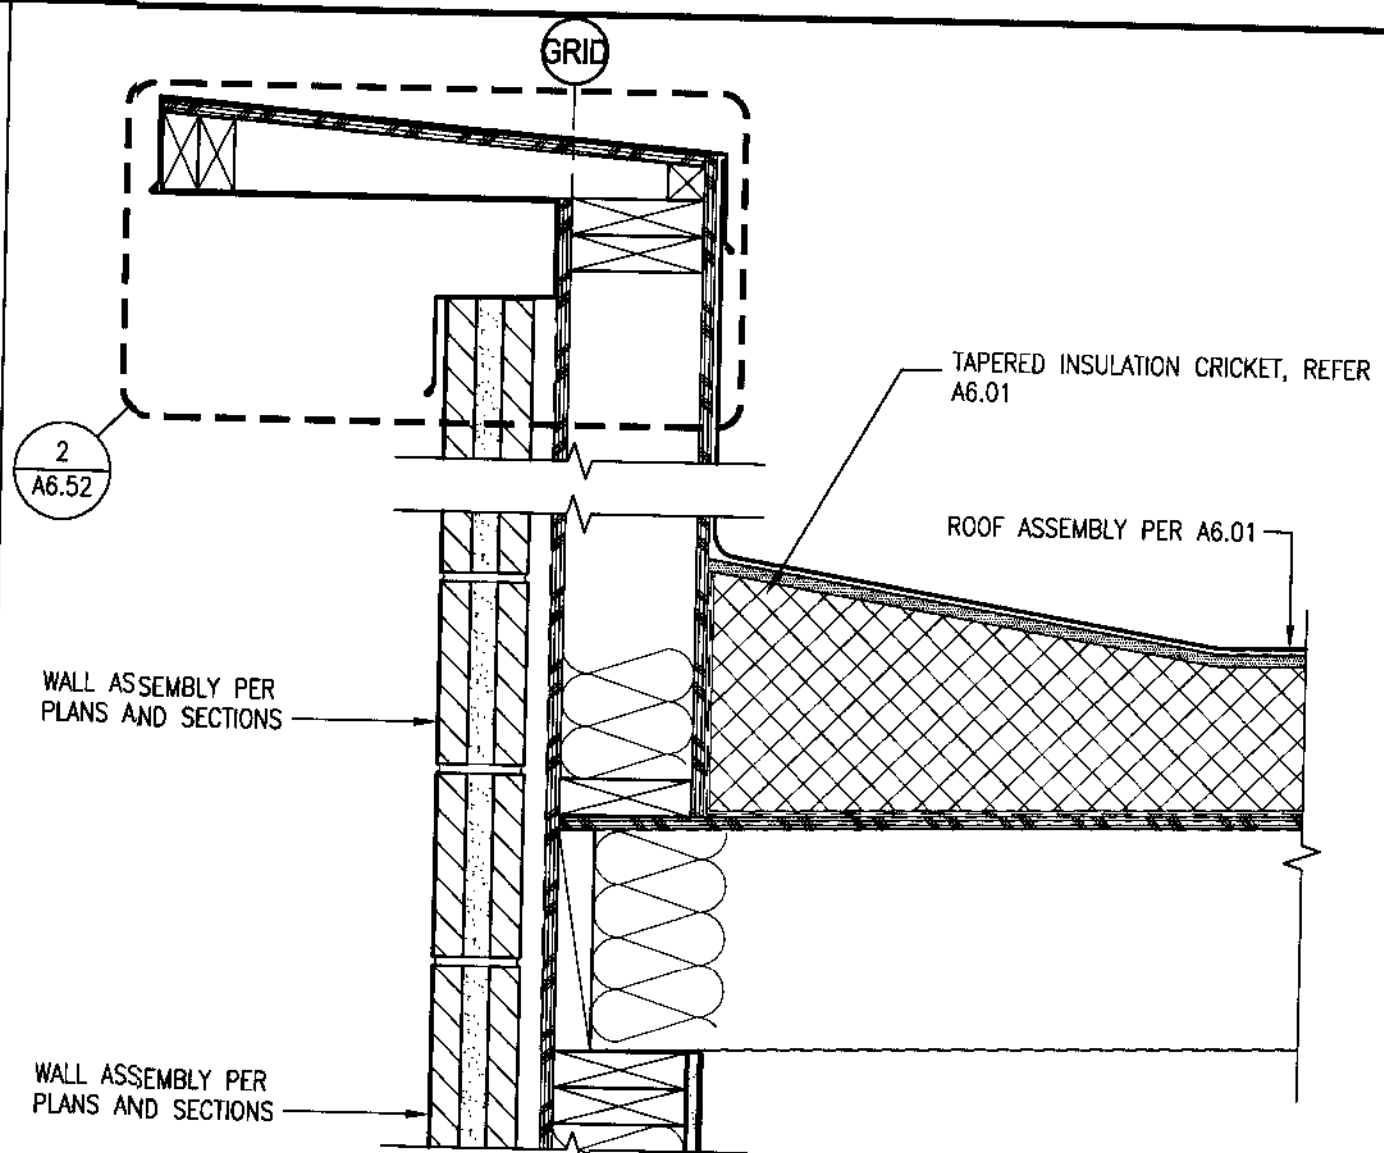 GRID
TAPERED INSULATION CRICKET, REFER
A6.01
2
A6.52
ROOF ASSEMBLY PER A6.01
WALL ASSEMBLY PER
PLANS AND SECTIONS
WALL ASSEMBLY PER
PLANS AND SECTIONS